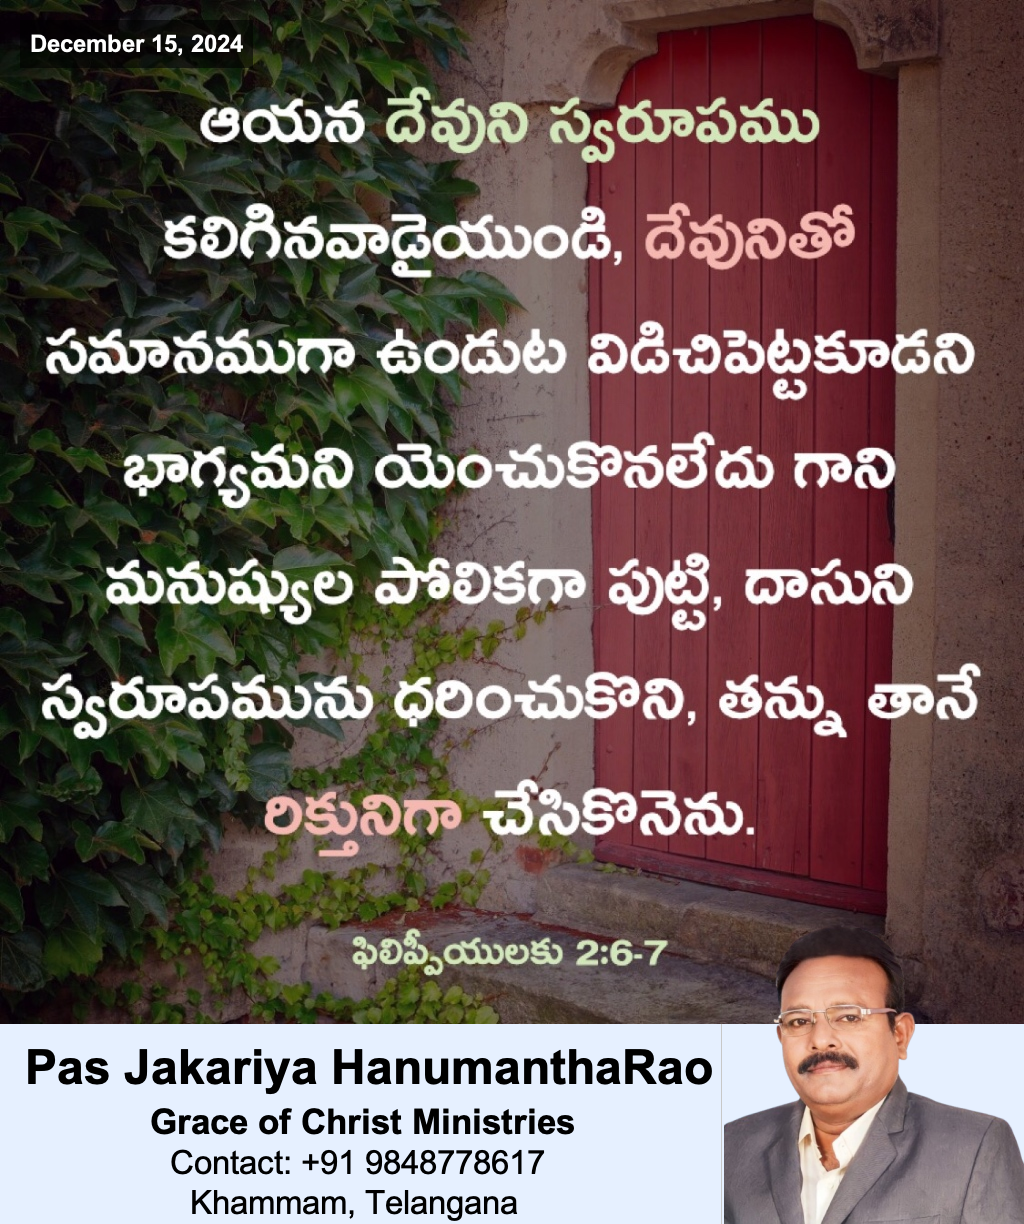 December 15, 2024
ఆయన దేవుని స్వరూపము
కలిగినవాడైయుండి, దేవునితో
సమానముగా ఉండుట విడిచిపెట్టకూడని
భాగ్యమని యెంచుకొనలేదు గాని
మనుష్యుల పోలికగా పుట్టి, దాసుని
స్వరూపమును ధరించుకొని, తన్ను తానే
రిక్తునిగా చేసికొనెను.
ఫిలిప్పీయులకు 2:6-7
Pas Jakariya HanumanthaRao
Grace of Christ Ministries
Contact: +91 9848778617
Khammam, Telangana